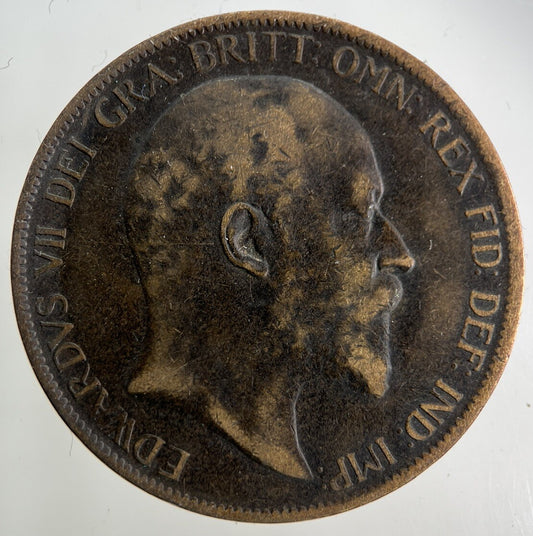 EDWARDVS VII DEI GRA: BRITT: OMN: REX FID: DEF: IND: IMP: